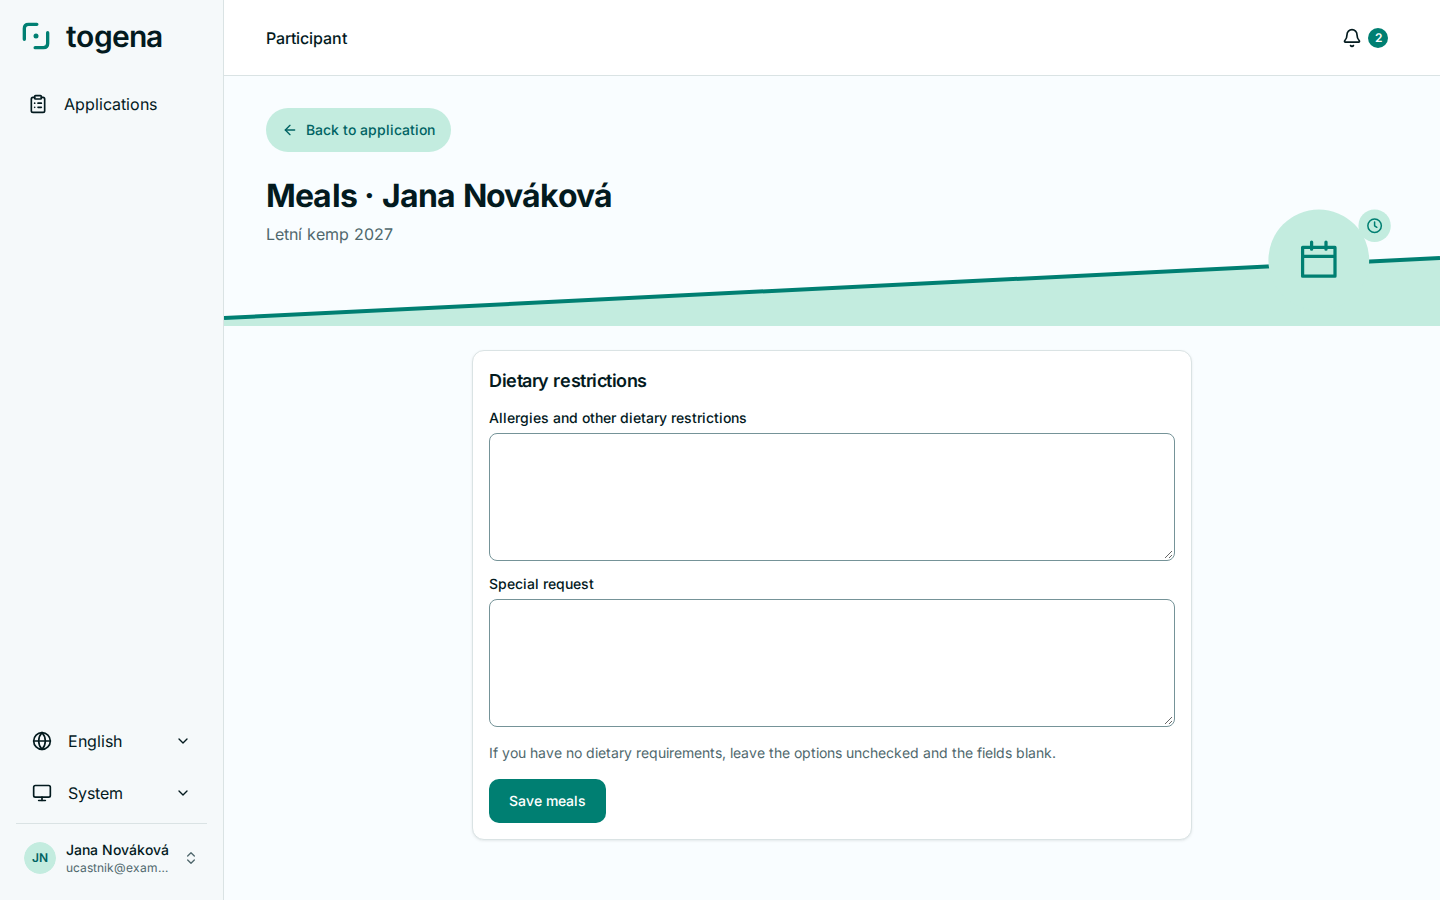 togena
Participant
2
Applications
Back to application
Meals · Jana Nováková
Letní kemp 2027
Dietary restrictions
Allergies and other dietary restrictions
Special request
If you have no dietary requirements, leave the options unchecked and the fields blank.
Save meals
English
System
JN
Jana Nováková
ucastnik@exam...